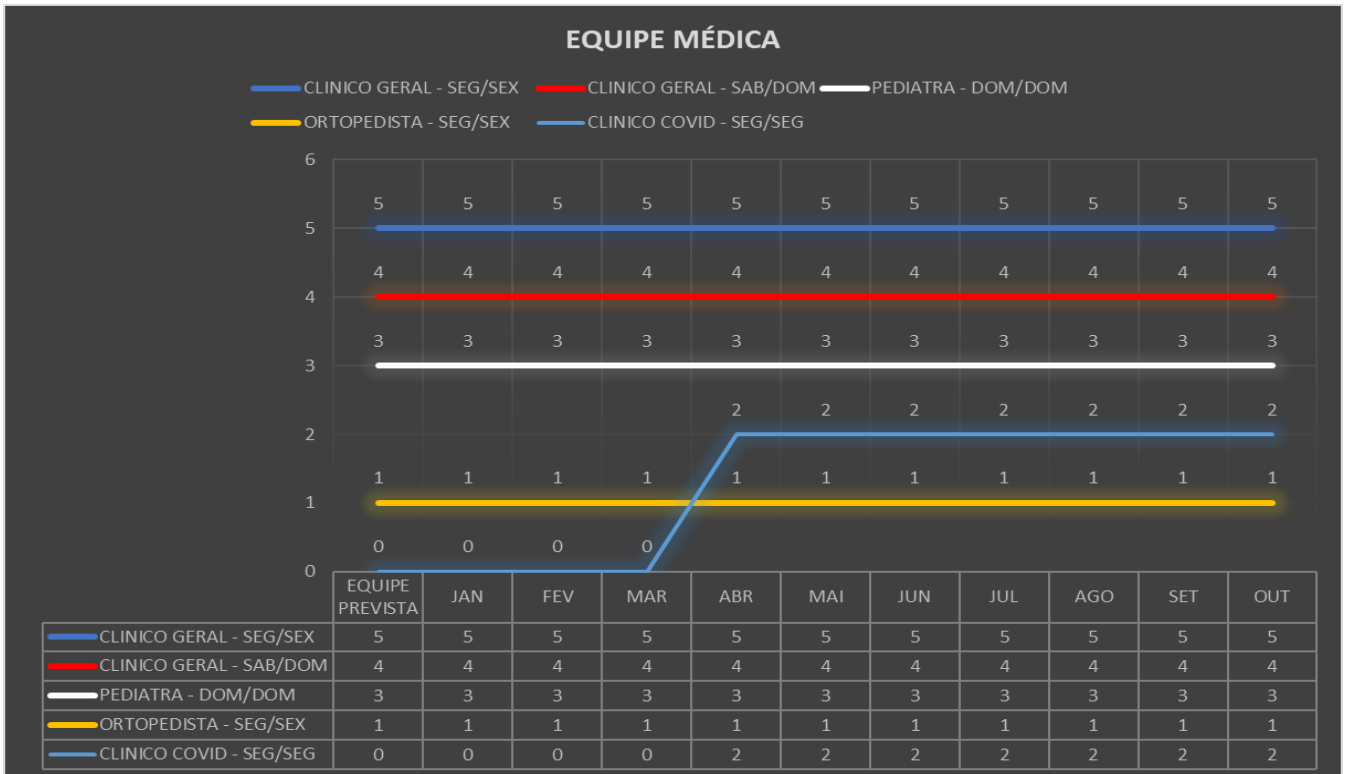 EQUIPE MÉDICA
CLINICO GERAL - SEG/SEX CLINICO GERAL - SAB/DOM PEDIATRA - DOM/DOM
ORTOPEDISTA - SEG/SEX CLINICO COVID - SEG/SEG
6
5 5 5 5 5 5 5 5 5 5 5
5
4 4 4 4 4 4 4 4 4 4 4
4
3 3 3 3 3 3 3 3 3 3 3
3
2 2 2 2 2 2 2
2
1 1 1 1 1 1 1 1 1 1 1
1
0 0 0 0
0
EQUIPE PREVISTA JAN FEV MAR ABR MAI JUN JUL AGO SET OUT
CLINICO GERAL - SEG/SEX 5 5 5 5 5 5 5 5 5 5 5
CLINICO GERAL - SAB/DOM 4 4 4 4 4 4 4 4 4 4 4
PEDIATRA - DOM/DOM 3 3 3 3 3 3 3 3 3 3 3
ORTOPEDISTA - SEG/SEX 1 1 1 1 1 1 1 1 1 1 1
CLINICO COVID - SEG/SEG 0 0 0 0 2 2 2 2 2 2 2